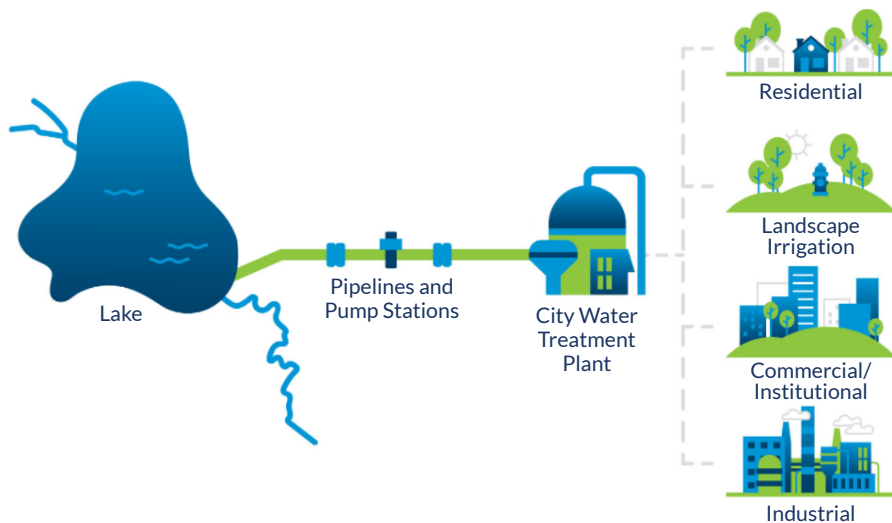 Lake
Pipelines and
Pump Stations
City Water
Treatment
Plant
Residential
Landscape
Irrigation
Commercial/
Institutional
Industrial